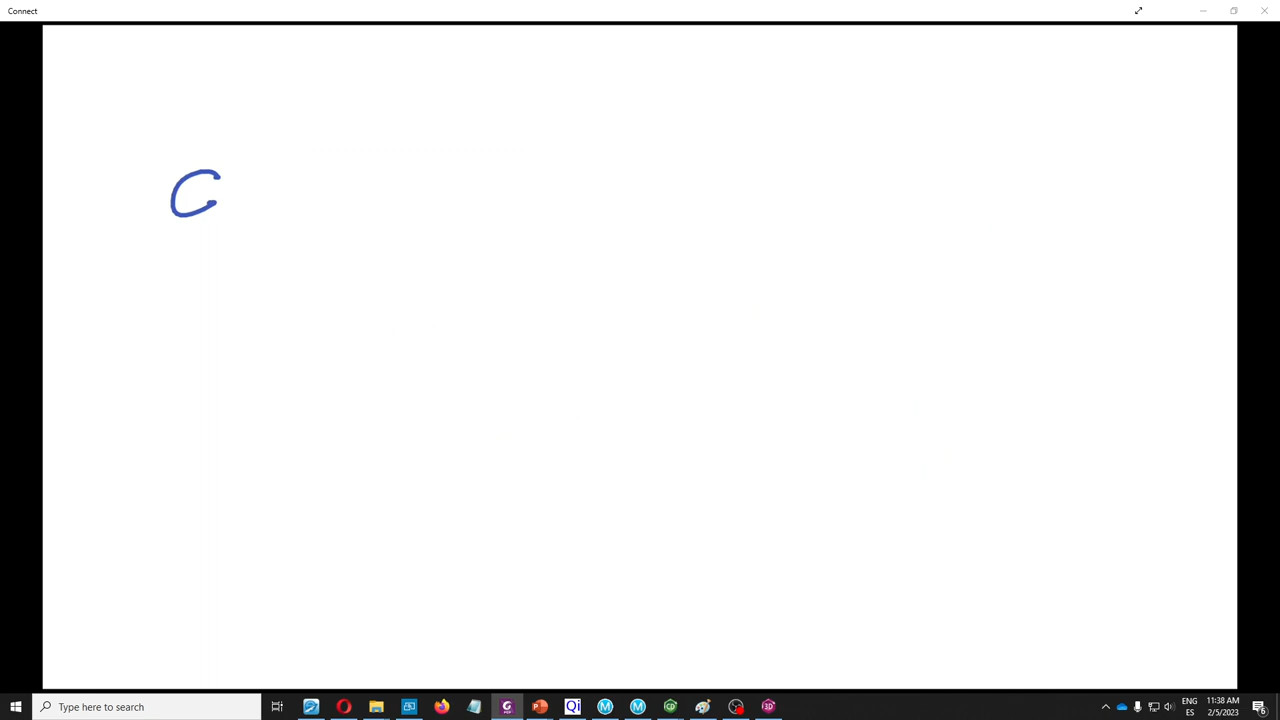 Connect
C
Type here to search
ENG
ES
11:38 AM
2/5/2023